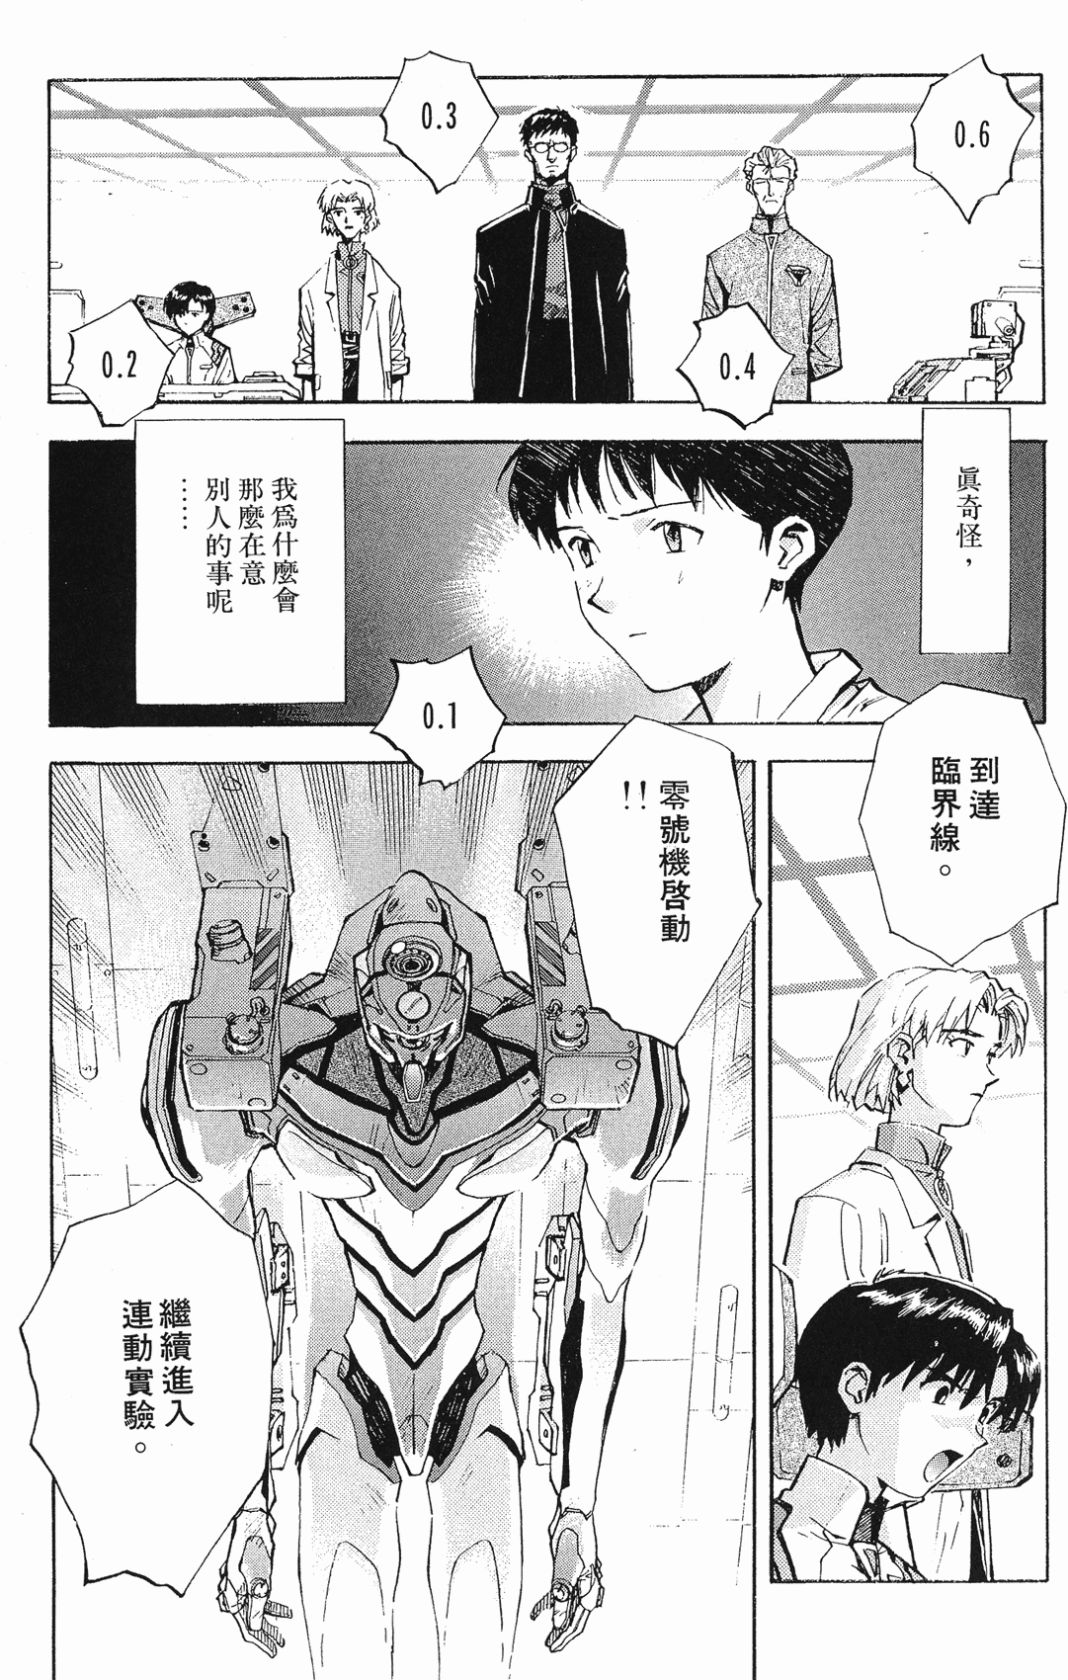 0.6
0.4
0.3
0.2
眞奇怪，
我爲什麼會
那麼在意
別人的事呢
……
0.1
到達
臨界線。
零號機啓動
!!
繼續進入
連動實驗。